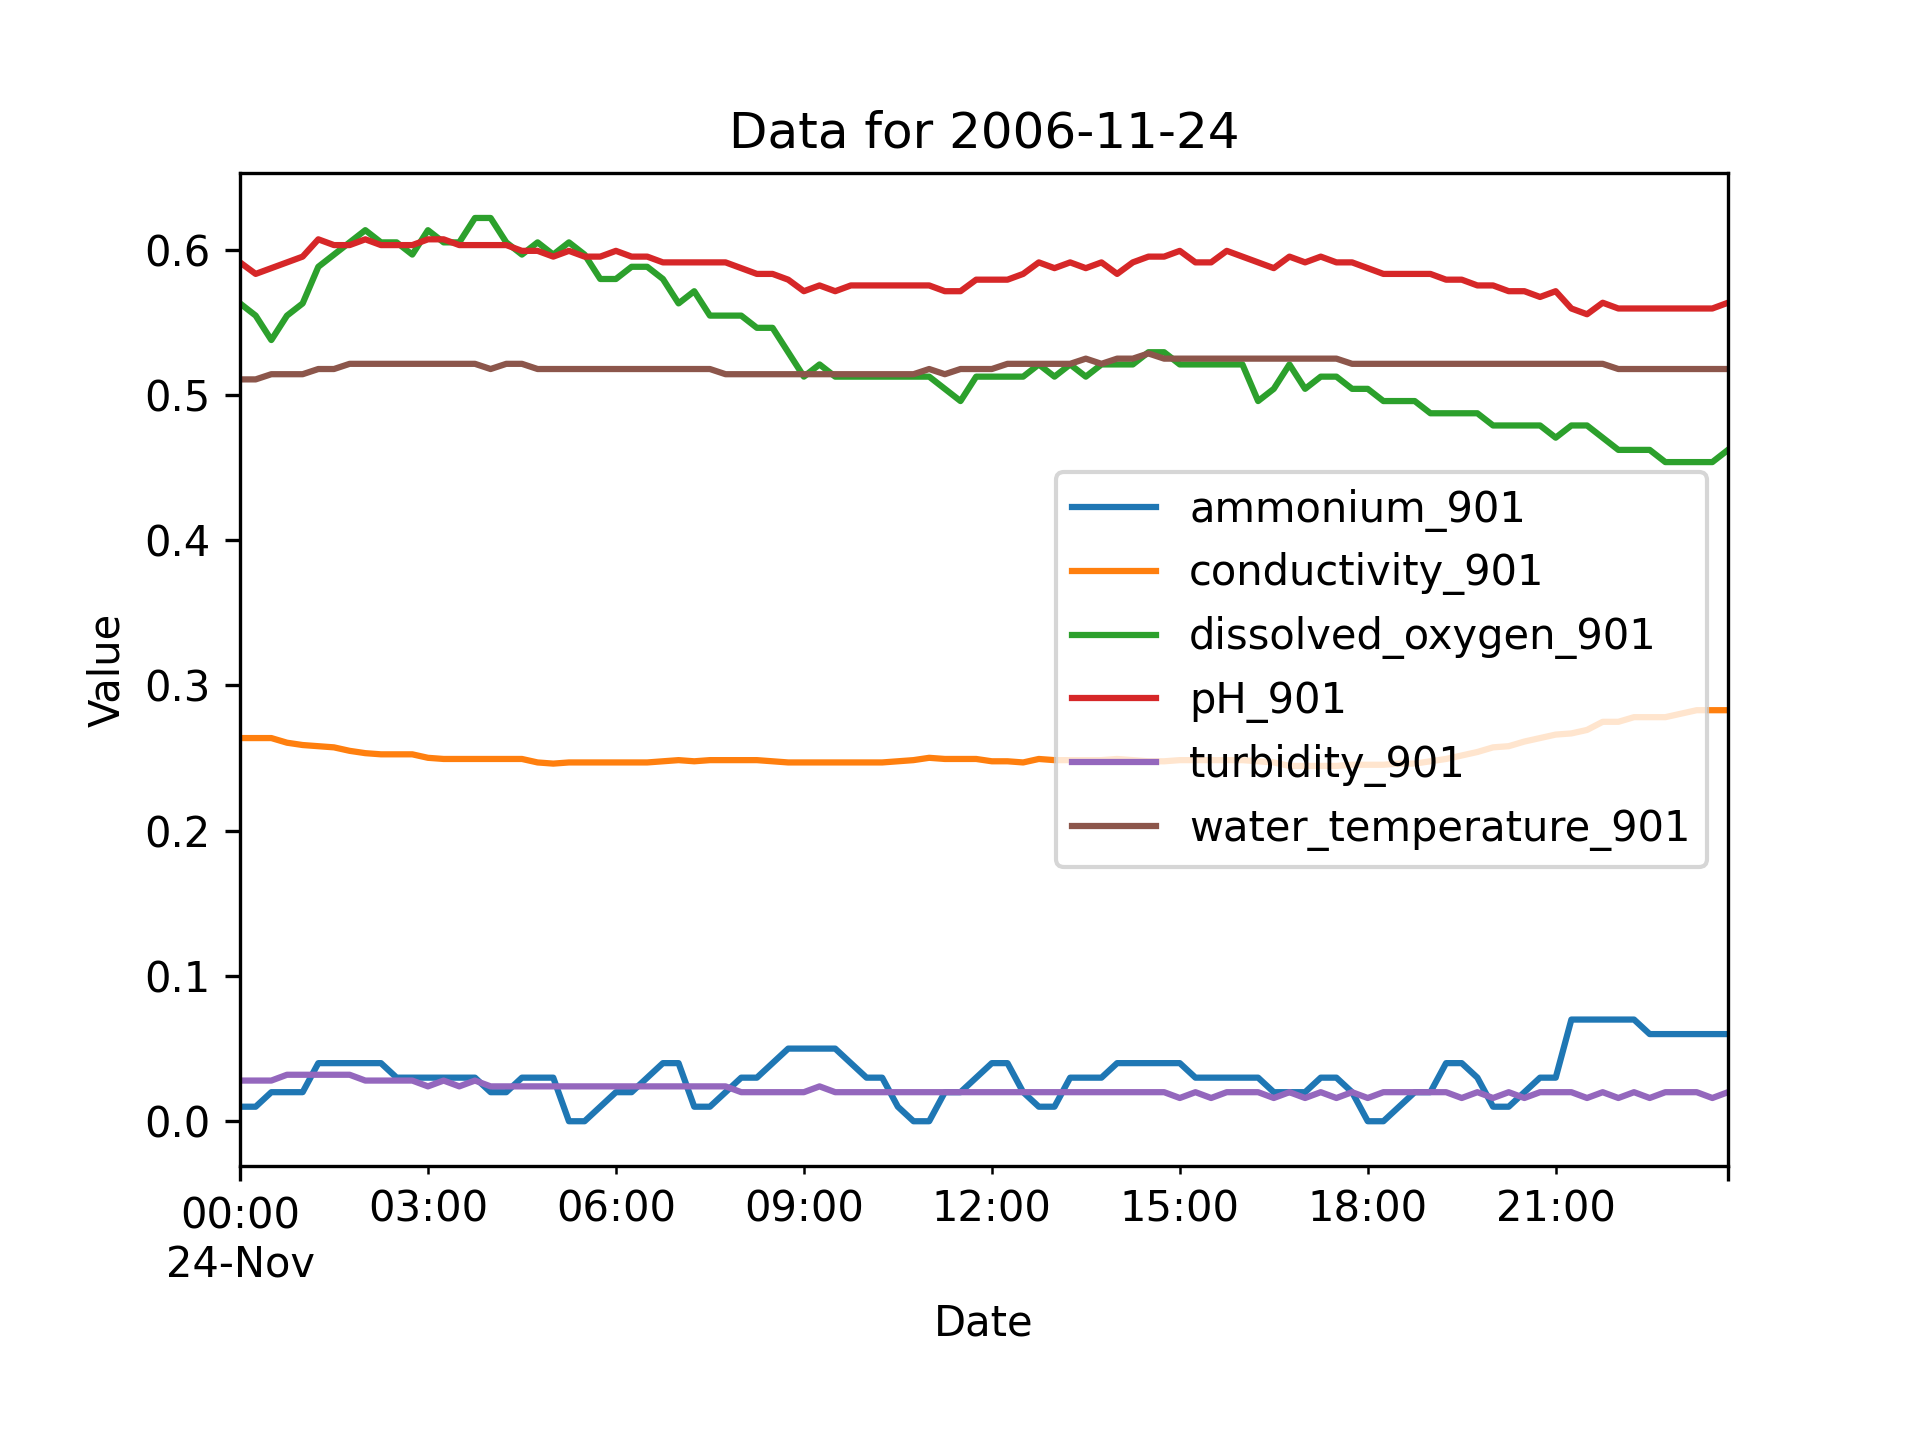 Data for 2006-11-24
Value
0.6
0.5
0.4
0.3
0.2
0.1
0.0
ammonium_901
conductivity_901
dissolved_oxygen_901
pH_901
turbidity_901
water_temperature_901
00:00 03:00 06:00 09:00 12:00 15:00 18:00 21:00
24-Nov
Date